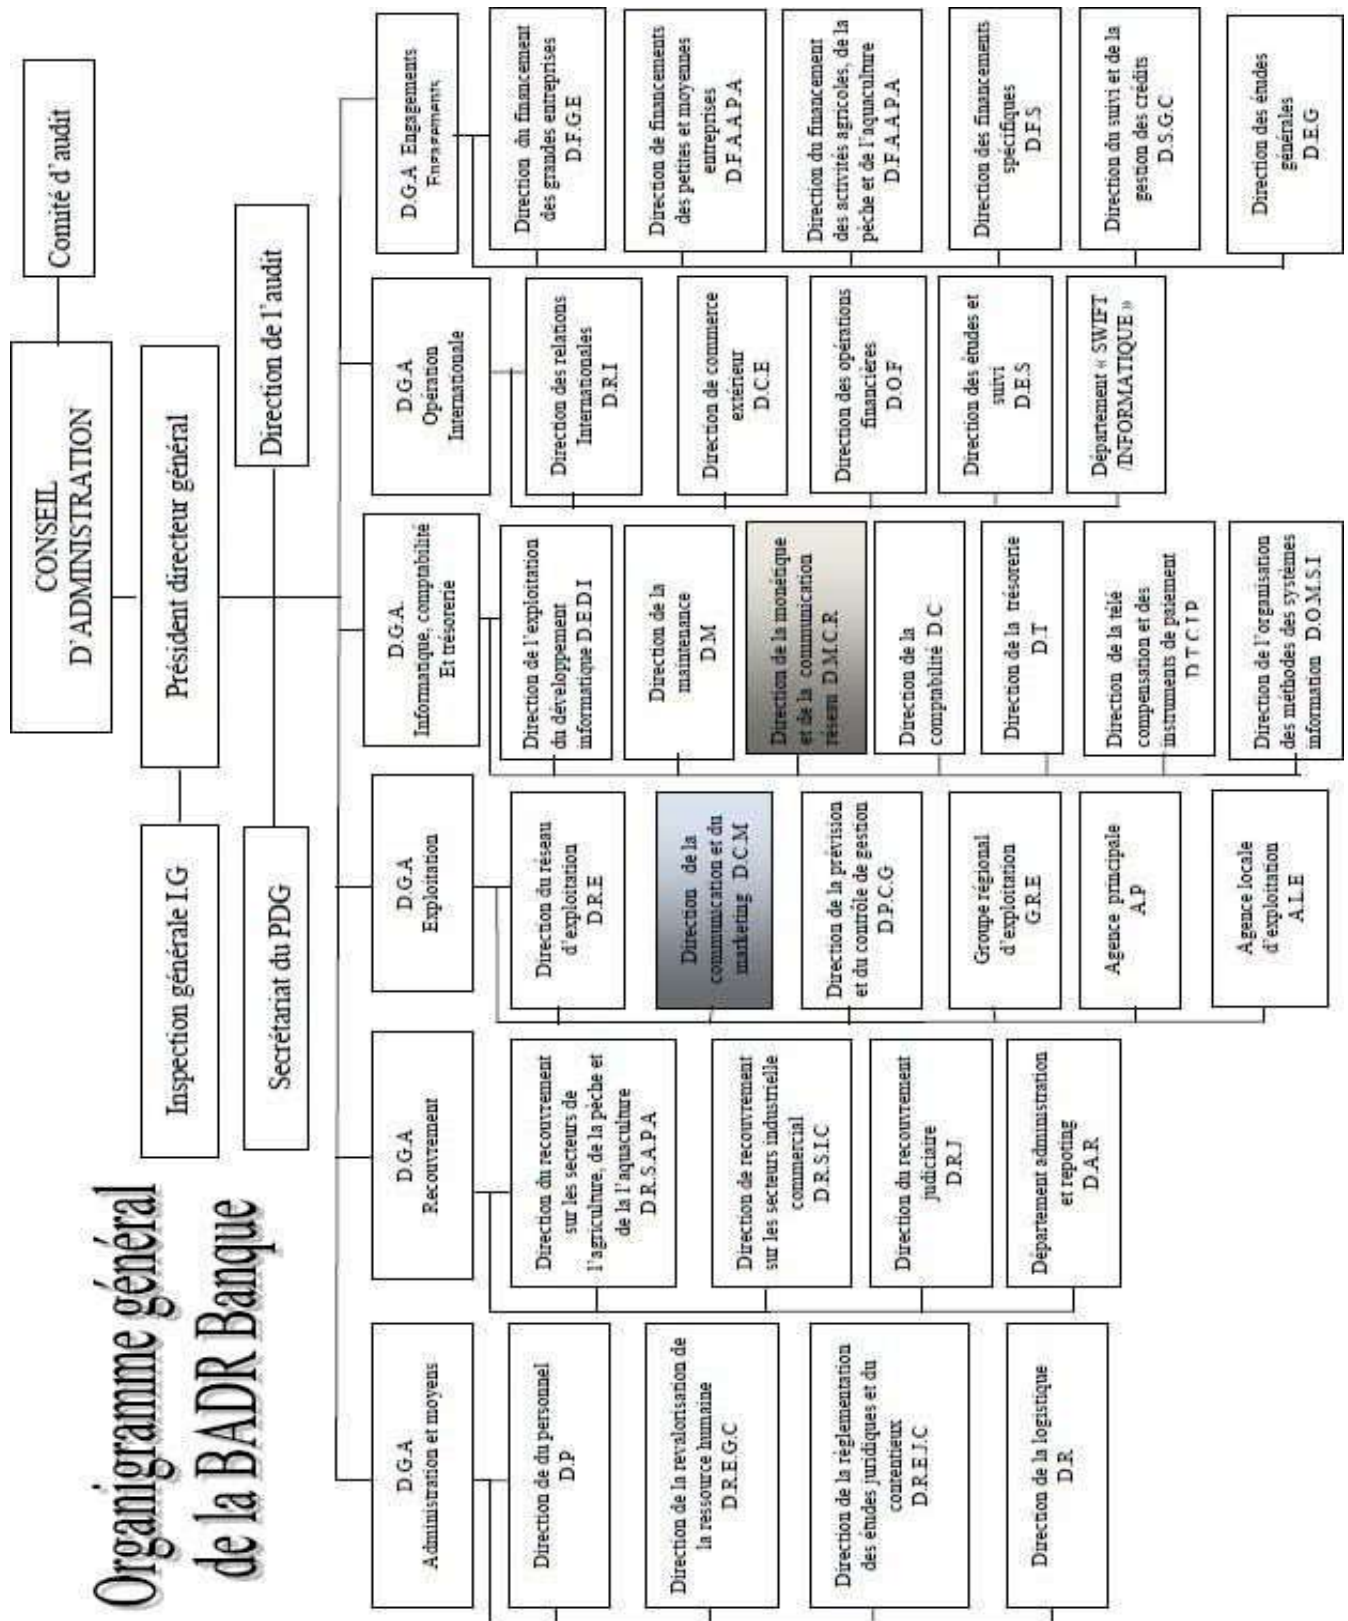 Organigramme général
de la BADR Banque
CONSEIL
D'ADMINISTRATION
Comité d'audit
Président directeur général
Inspection générale I.G
Direction de l'audit
Secrétariat du PDG
D.G.A
Administration et moyens
Direction de du personnel
D.P
Direction de la revalorisation de
la ressource humaine
D.R.E.G.C
Direction de la règlementation
des études juridiques et du
contentieux
D.R.E.J.C
Direction de la logistique
D.R
D.G.A
Recouvrement
Direction du recouvrement
sur les secteurs de
l'agriculture, de la pèche et
de la l'aquaculture
D.R.S.A.P.A
Direction de recouvrement
sur les secteurs industrielle
commercial
D.R.S.I.C
Direction du recouvrement
judiciaire
D.R.J
Département administration
et repoting
D.A.R
D.G.A
Exploitation
Direction du réseau
d'exploitation
D.R.E
Direction de la
communication et du
marketing D.C.M
Direction de la prévision
et du contrôle de gestion
D.P.C.G
Groupe régional
d'exploitation
G.R.E
Agence principale
A.P
Agence locale
d'exploitation
A.L.E
D.G.A.
Informatique, comptabilité
Et trésorerie
Direction de l'exploitation
du développement
informatique D.E.D.I
Direction de la
maintenance
D.M
Direction de la monétique
et de la communication
réseau D.M.C.R
Direction de la
comptabilité D.C
Direction de la trésorerie
D.T
Direction de la télé
compensation et des
instruments de paiement
D.T.C.I.P
Direction de l'organisation
des méthodes des systèmes
information D.O.M.S.I
D.G.A
Opération
Internationale
Direction des relations
Internationales
D.R.I
Direction de commerce
extérieur
D.C.E
Direction des opérations
financières
D.O.F
Direction des études et
suivi
D.E.S
Département « SWIFT
/INFORMATIQUE »
D.G.A Engagements
Direction du financement
des grandes entreprises
D.F.G.E
Direction de financements
des petites et moyennes
entreprises
D.F.A.A.P.A
Direction du financement
des activités agricoles, de la
pèche et de l'aquaculture
D.F.A.A.P.A
Direction des financements
spécifiques
D.F.S
Direction du suivi et de la
gestion des crédits
D.S.G.C
Direction des études
générales
D.E.G